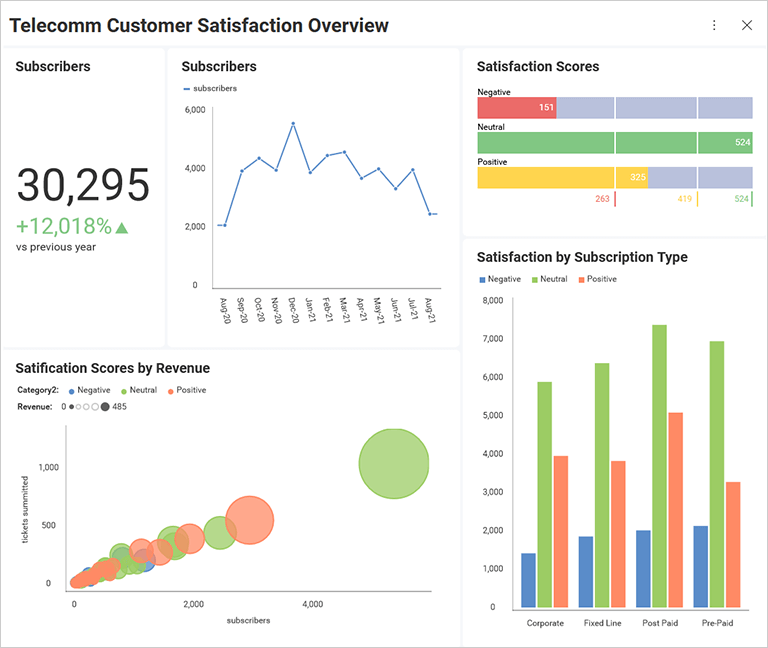 Telecomm Customer Satisfaction Overview
Subscribers
30,295
+12,018%
vs previous year
Subscribers
subscribers
6,000
4,000
2,000
0
Aug-20
Sep-20
Oct-20
Nov-20
Dec-20
Jan-21
Feb-21
Mar-21
Apr-21
May-21
Jun-21
Jul-21
Aug-21
Satisfaction Scores
Negative
151
Neutral
524
Positive
325
263 419 524
Satification Scores by Revenue
Category2: Negative Neutral Positive
Revenue: 0 485
tickets summitted
1,000
500
0
0 2,000 4,000
subscribers
Satisfaction by Subscription Type
Negative Neutral Positive
8,000
7,000
6,000
5,000
4,000
3,000
2,000
1,000
0
Corporate Fixed Line Post Paid Pre-Paid